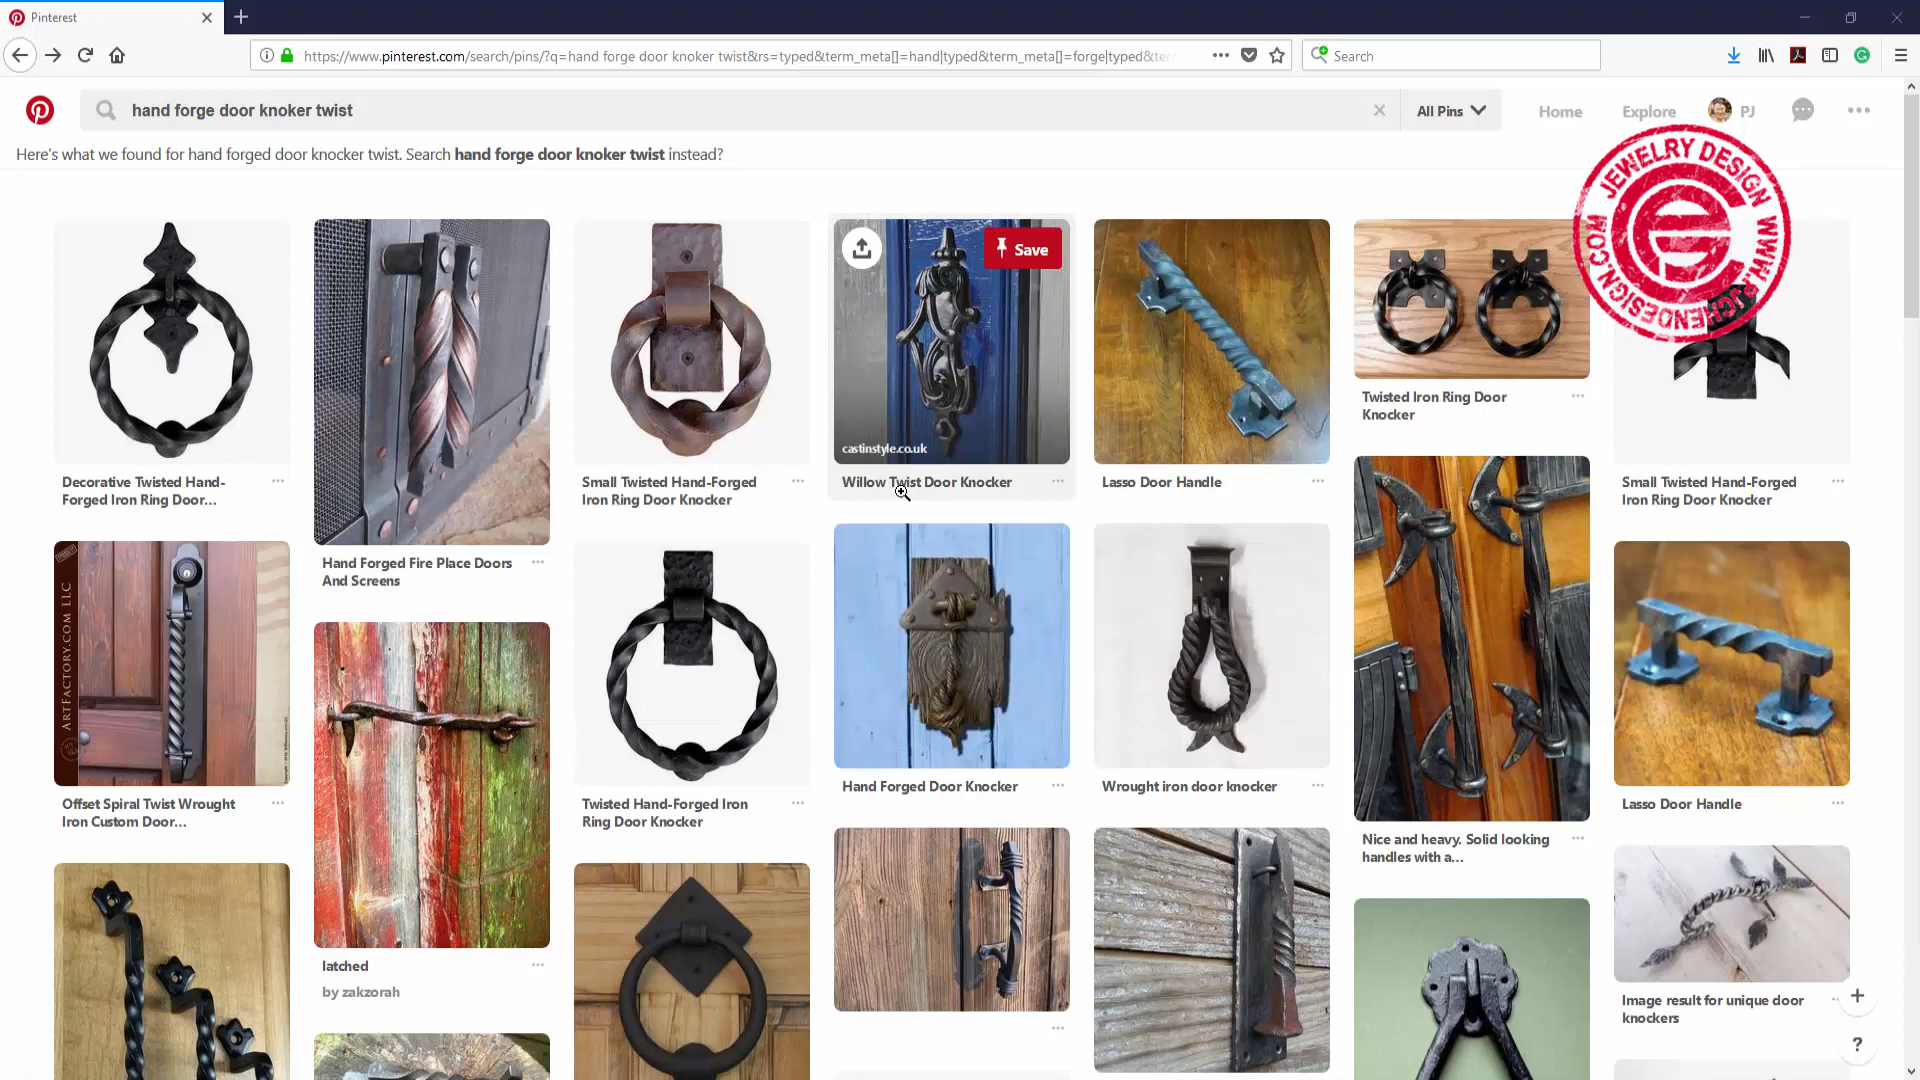 Pinterest
https://www.pinterest.com/search/pins/?q=hand forge door knoker twist&rs=typed&term_meta[]=hand|typed&term_meta[]=forge|typed&te
Search
hand forge door knoker twist
All Pins
Home
Explore
PJ
Here's what we found for hand forged door knocker twist. Search hand forge door knoker twist instead?
JEWELRY DESIGN WWW.PJCHENDESIGN.COM
Save
castinstyle.co.uk
Decorative Twisted Hand-
Forged Iron Ring Door...
Hand Forged Fire Place Doors
And Screens
Small Twisted Hand-Forged
Iron Ring Door Knocker
Willow Twist Door Knocker
Lasso Door Handle
Twisted Iron Ring Door
Knocker
Small Twisted Hand-Forged
Iron Ring Door Knocker
ARTFACTORY.COM LLC
Offset Spiral Twist Wrought
Iron Custom Door...
latched
by zakzorah
Twisted Hand-Forged Iron
Ring Door Knocker
Hand Forged Door Knocker
Wrought iron door knocker
Nice and heavy. Solid looking
handles with a...
Lasso Door Handle
Image result for unique door
knockers
?